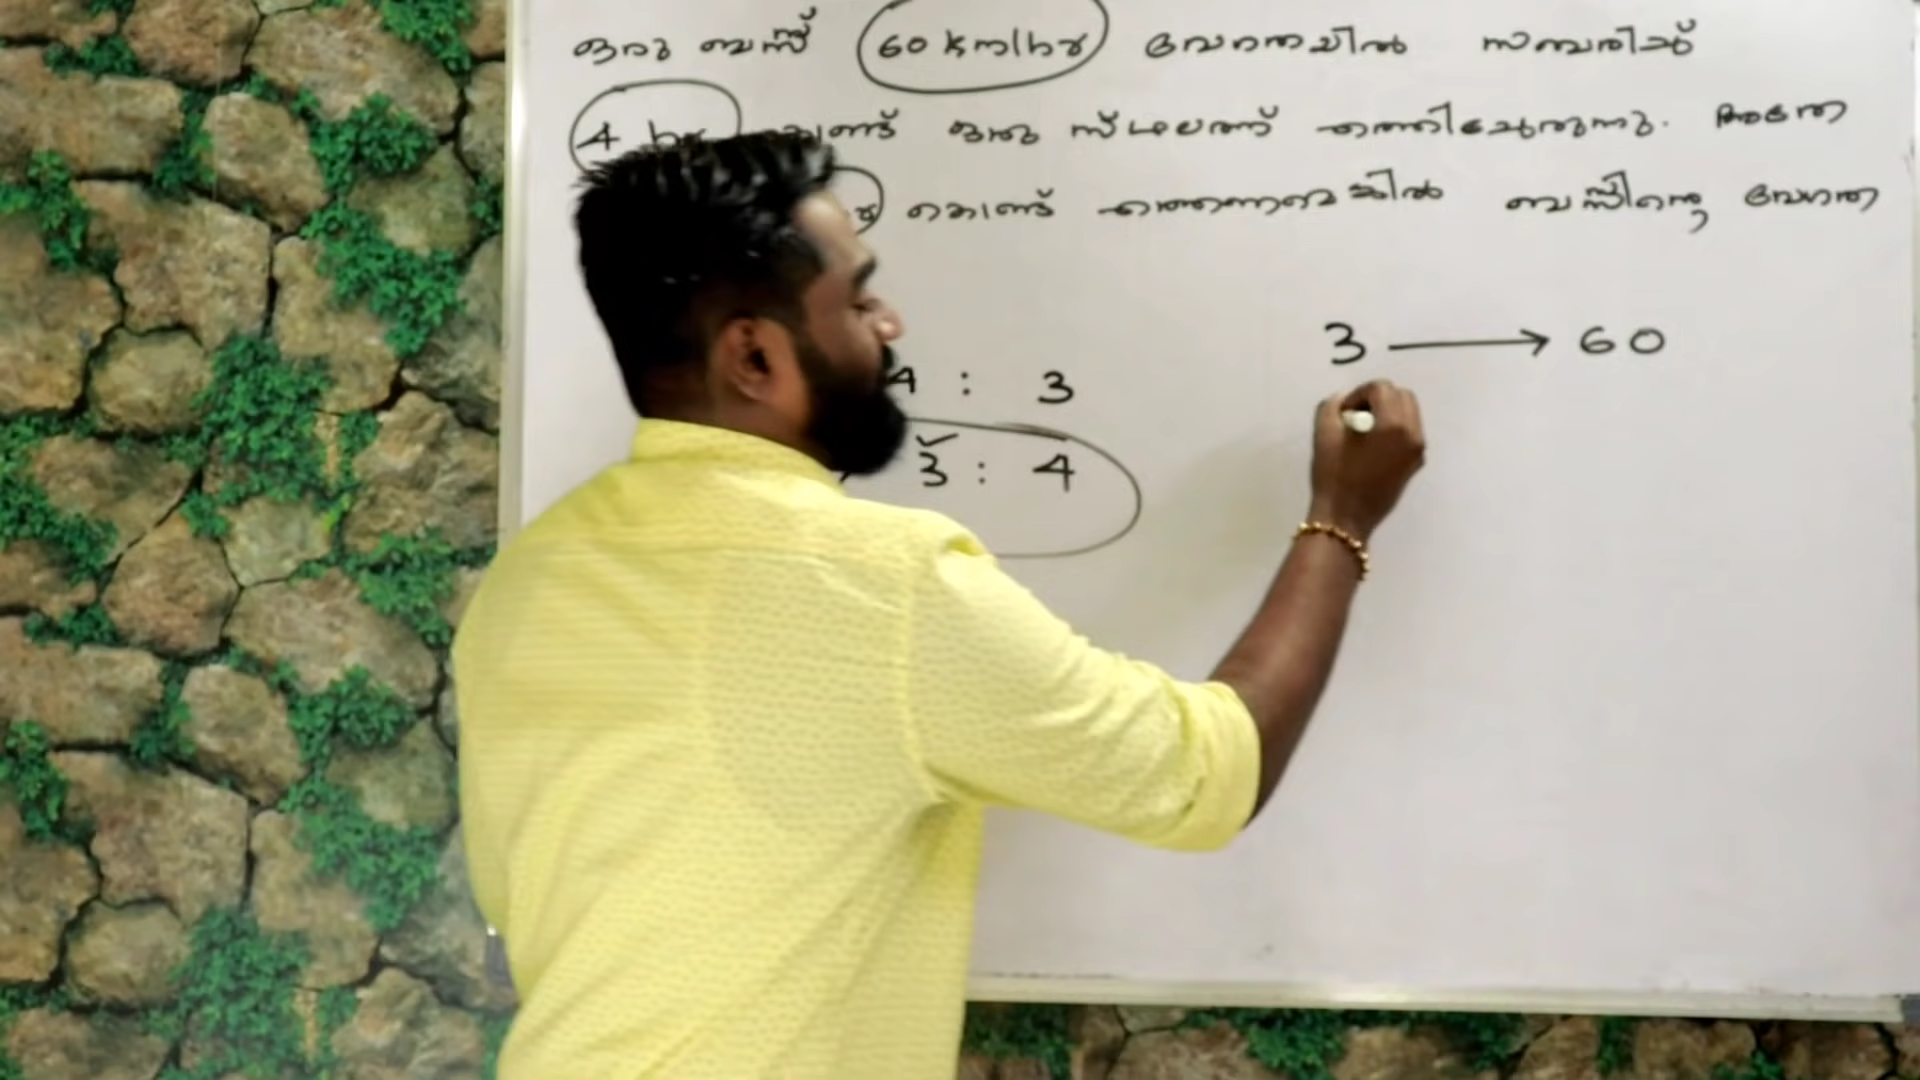 ഒരു ബസ്സ് 60 km/hr വേഗതയിൽ സഞ്ചരിച്ച്
4 hr കൊണ്ട് ഒരു സ്ഥലത്ത് എത്തിച്ചേരുന്നു. അതേ
കൊണ്ട് എത്തണമെങ്കിൽ ബസ്സിന്റെ വേഗത
3 → 60
4 : 3
3 : 4